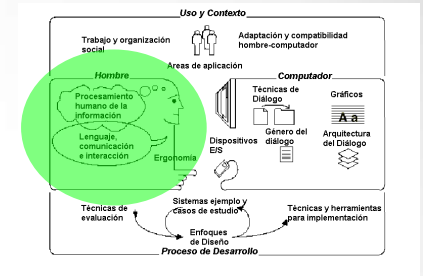 Uso y Contexto
Trabajo y organización
social
Adaptación y compatibilidad
hombre-computador
Areas de aplicación
Hombre
Computador
Procesamiento
humano de la
información
Lenguaje,
comunicación
e interacción
Ergonomía
Técnicas de
Diálogo
Gráficos
Aa
Género del
diálogo
Arquitectura
del Diálogo
Dispositivos
E/S
Técnicas de
evaluación
Sistemas ejemplo y
casos de estudio
Técnicas y herramientas
para implementación
Enfoques
de Diseño
Proceso de Desarrollo